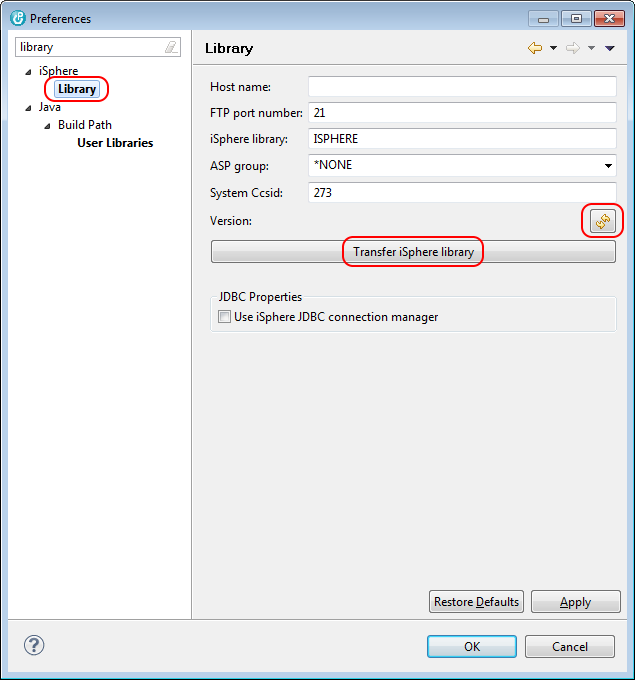 Preferences
library
iSphere
Library
Java
Build Path
User Libraries
Library
Host name:
FTP port number: 21
iSphere library: ISPHERE
ASP group: *NONE
System Ccsid: 273
Version:
Transfer iSphere library
JDBC Properties
Use iSphere JDBC connection manager
Restore Defaults Apply
? OK Cancel